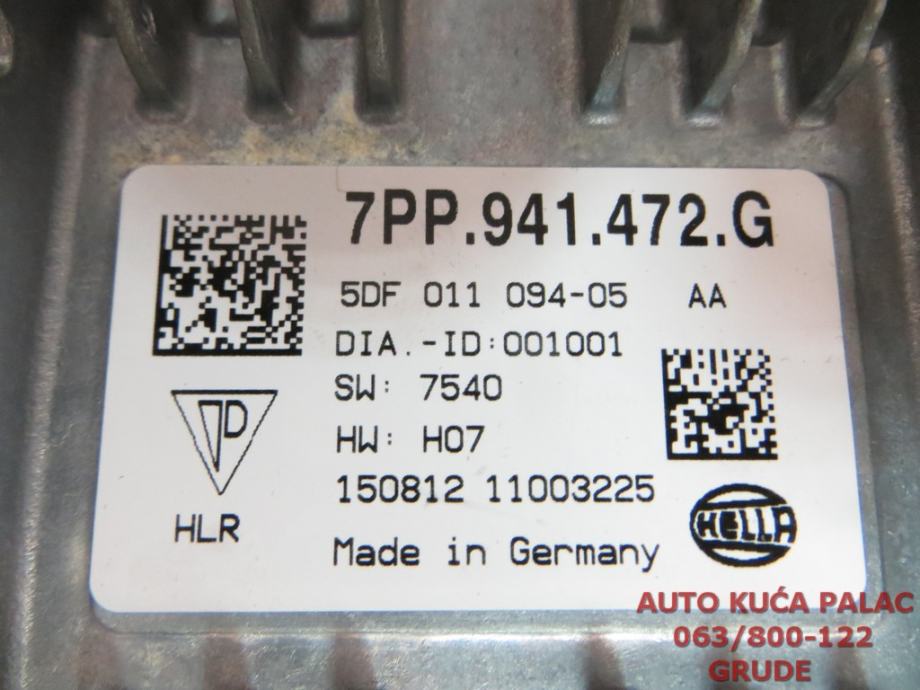 7PP.941.472.G
5DF 011 094-05 AA
DIA.-ID:001001
SW: 7540
HW: H07
150812 11003225
Made in Germany
D
HLR
HELLA
AUTO KUĆA PALAC
063/800-122
GRUDE